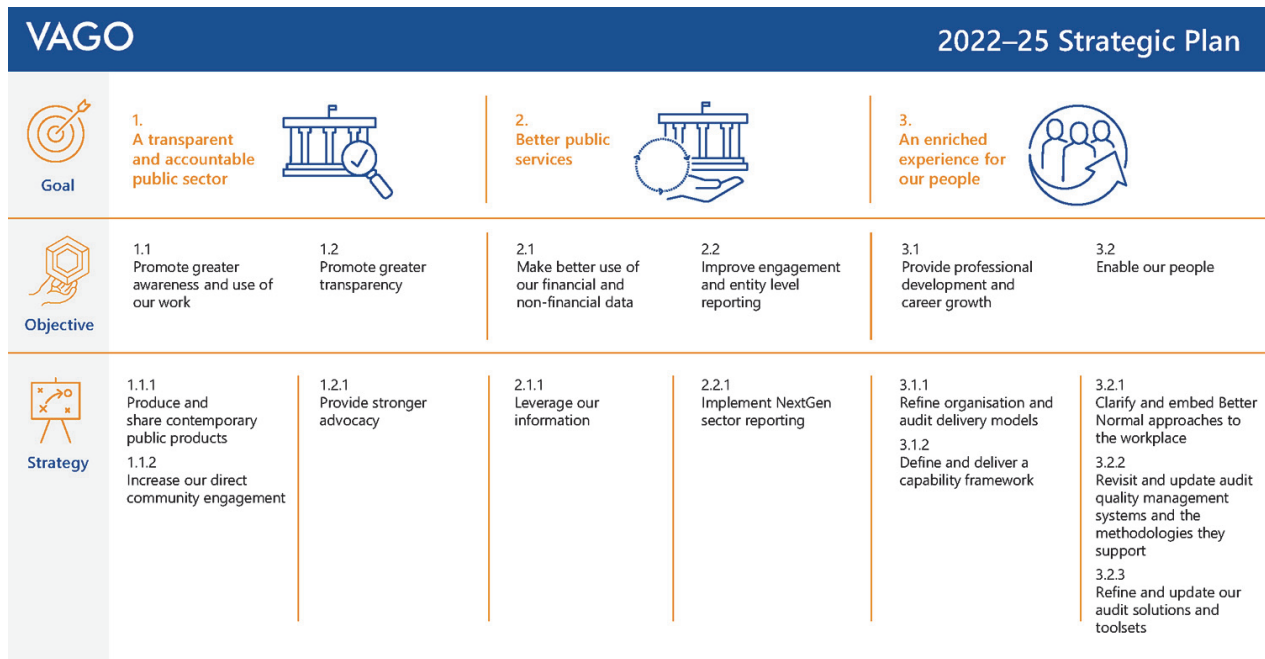 VAGO
2022–25 Strategic Plan
Goal
1.
A transparent
and accountable
public sector
2.
Better public
services
3.
An enriched
experience for
our people
Objective
1.1
Promote greater
awareness and use of
our work
1.2
Promote greater
transparency
2.1
Make better use of
our financial and
non-financial data
2.2
Improve engagement
and entity level
reporting
3.1
Provide professional
development and
career growth
3.2
Enable our people
Strategy
1.1.1
Produce and
share contemporary
public products
1.1.2
Increase our direct
community engagement
1.2.1
Provide stronger
advocacy
2.1.1
Leverage our
information
2.2.1
Implement NextGen
sector reporting
3.1.1
Refine organisation and
audit delivery models
3.1.2
Define and deliver a
capability framework
3.2.1
Clarify and embed Better
Normal approaches to
the workplace
3.2.2
Revisit and update audit
quality management
systems and the
methodologies they
support
3.2.3
Refine and update our
audit solutions and
toolsets